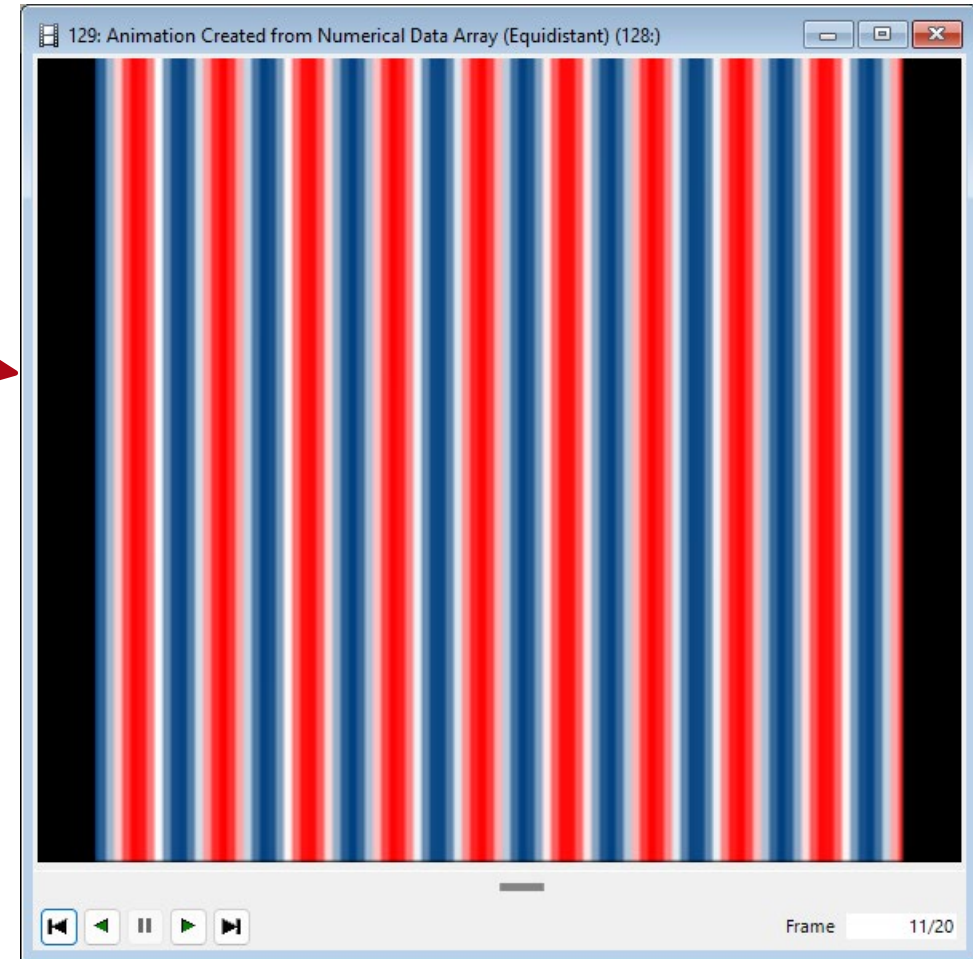 129: Animation Created from Numerical Data Array (Equidistant) (128:)
Frame 11/20